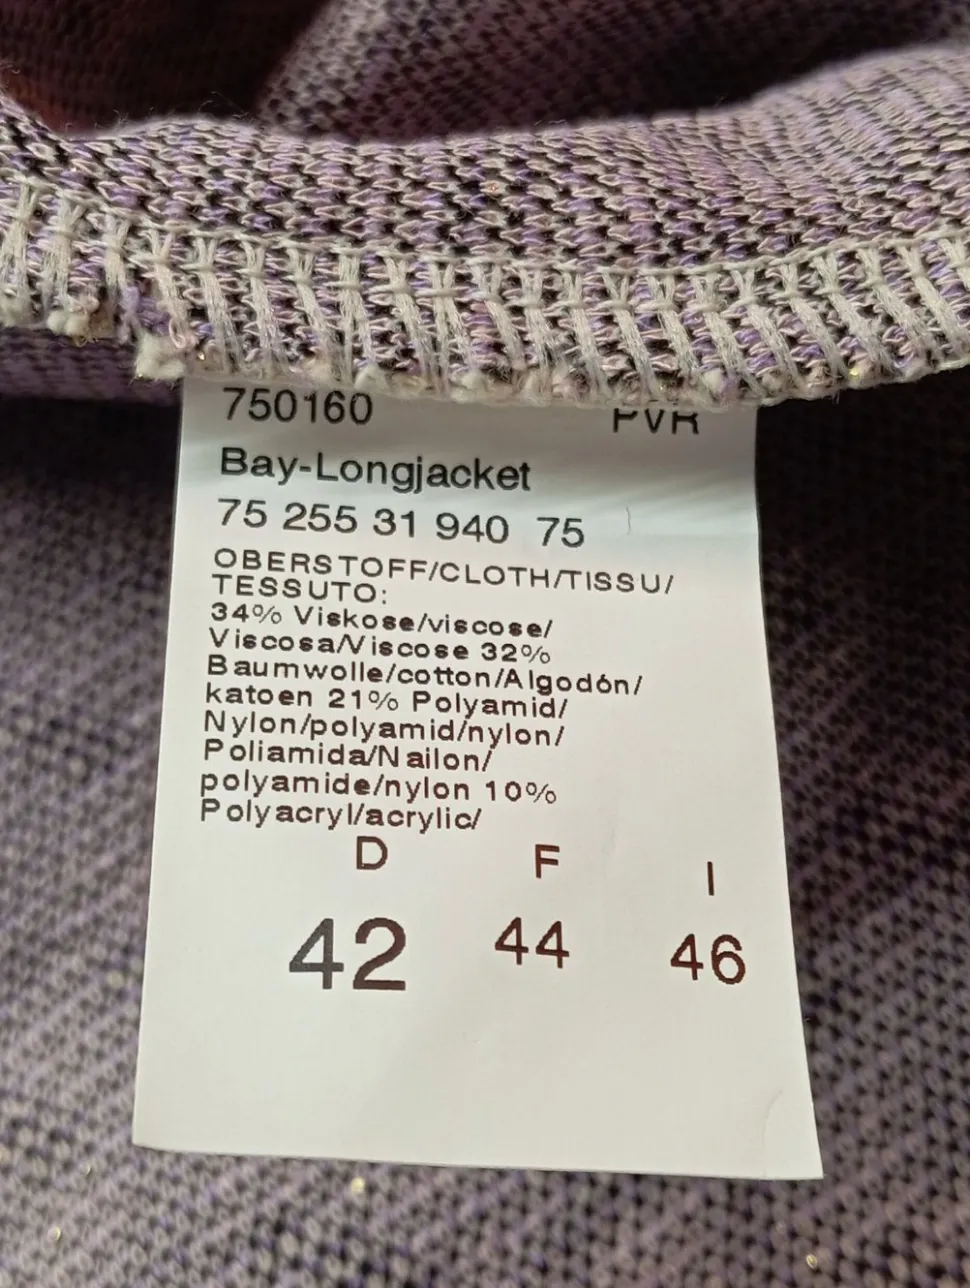 750160 PVR
Bay-Longjacket
75 255 31 940 75
OBERSTOFF/CLOTH/TISSU/
TESSUTO:
34% Viskose/viscose/
Viscosa/Viscose 32%
Baumwolle/cotton/Algodón/
katoen 21% Polyamid/
Nylon/polyamid/nylon/
Poliamida/Nailon/
polyamide/nylon 10%
Polyacryl/acrylic/
D F I
42 44 46